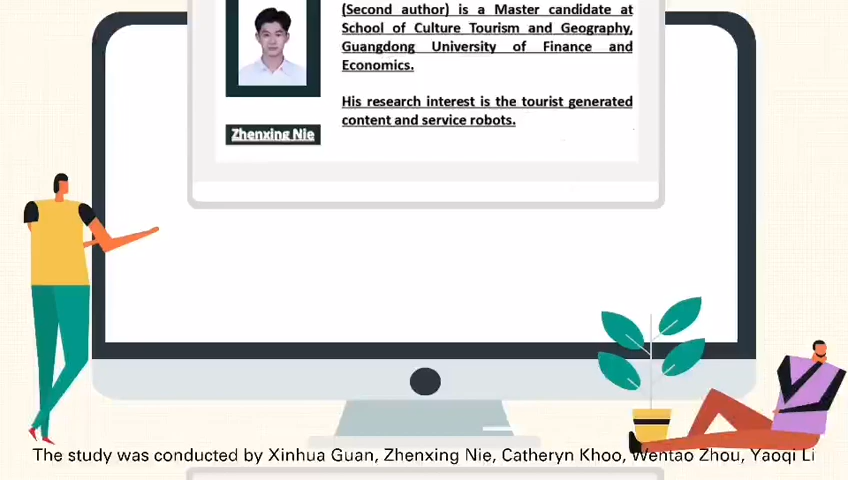 (Second author) is a Master candidate at
School of Culture Tourism and Geography,
Guangdong University of Finance and
Economics.
His research interest is the tourist generated
content and service robots.
Zhenxing Nie
The study was conducted by Xinhua Guan, Zhenxing Nie, Catheryn Khoo, Wentao Zhou, Yaoqi Li